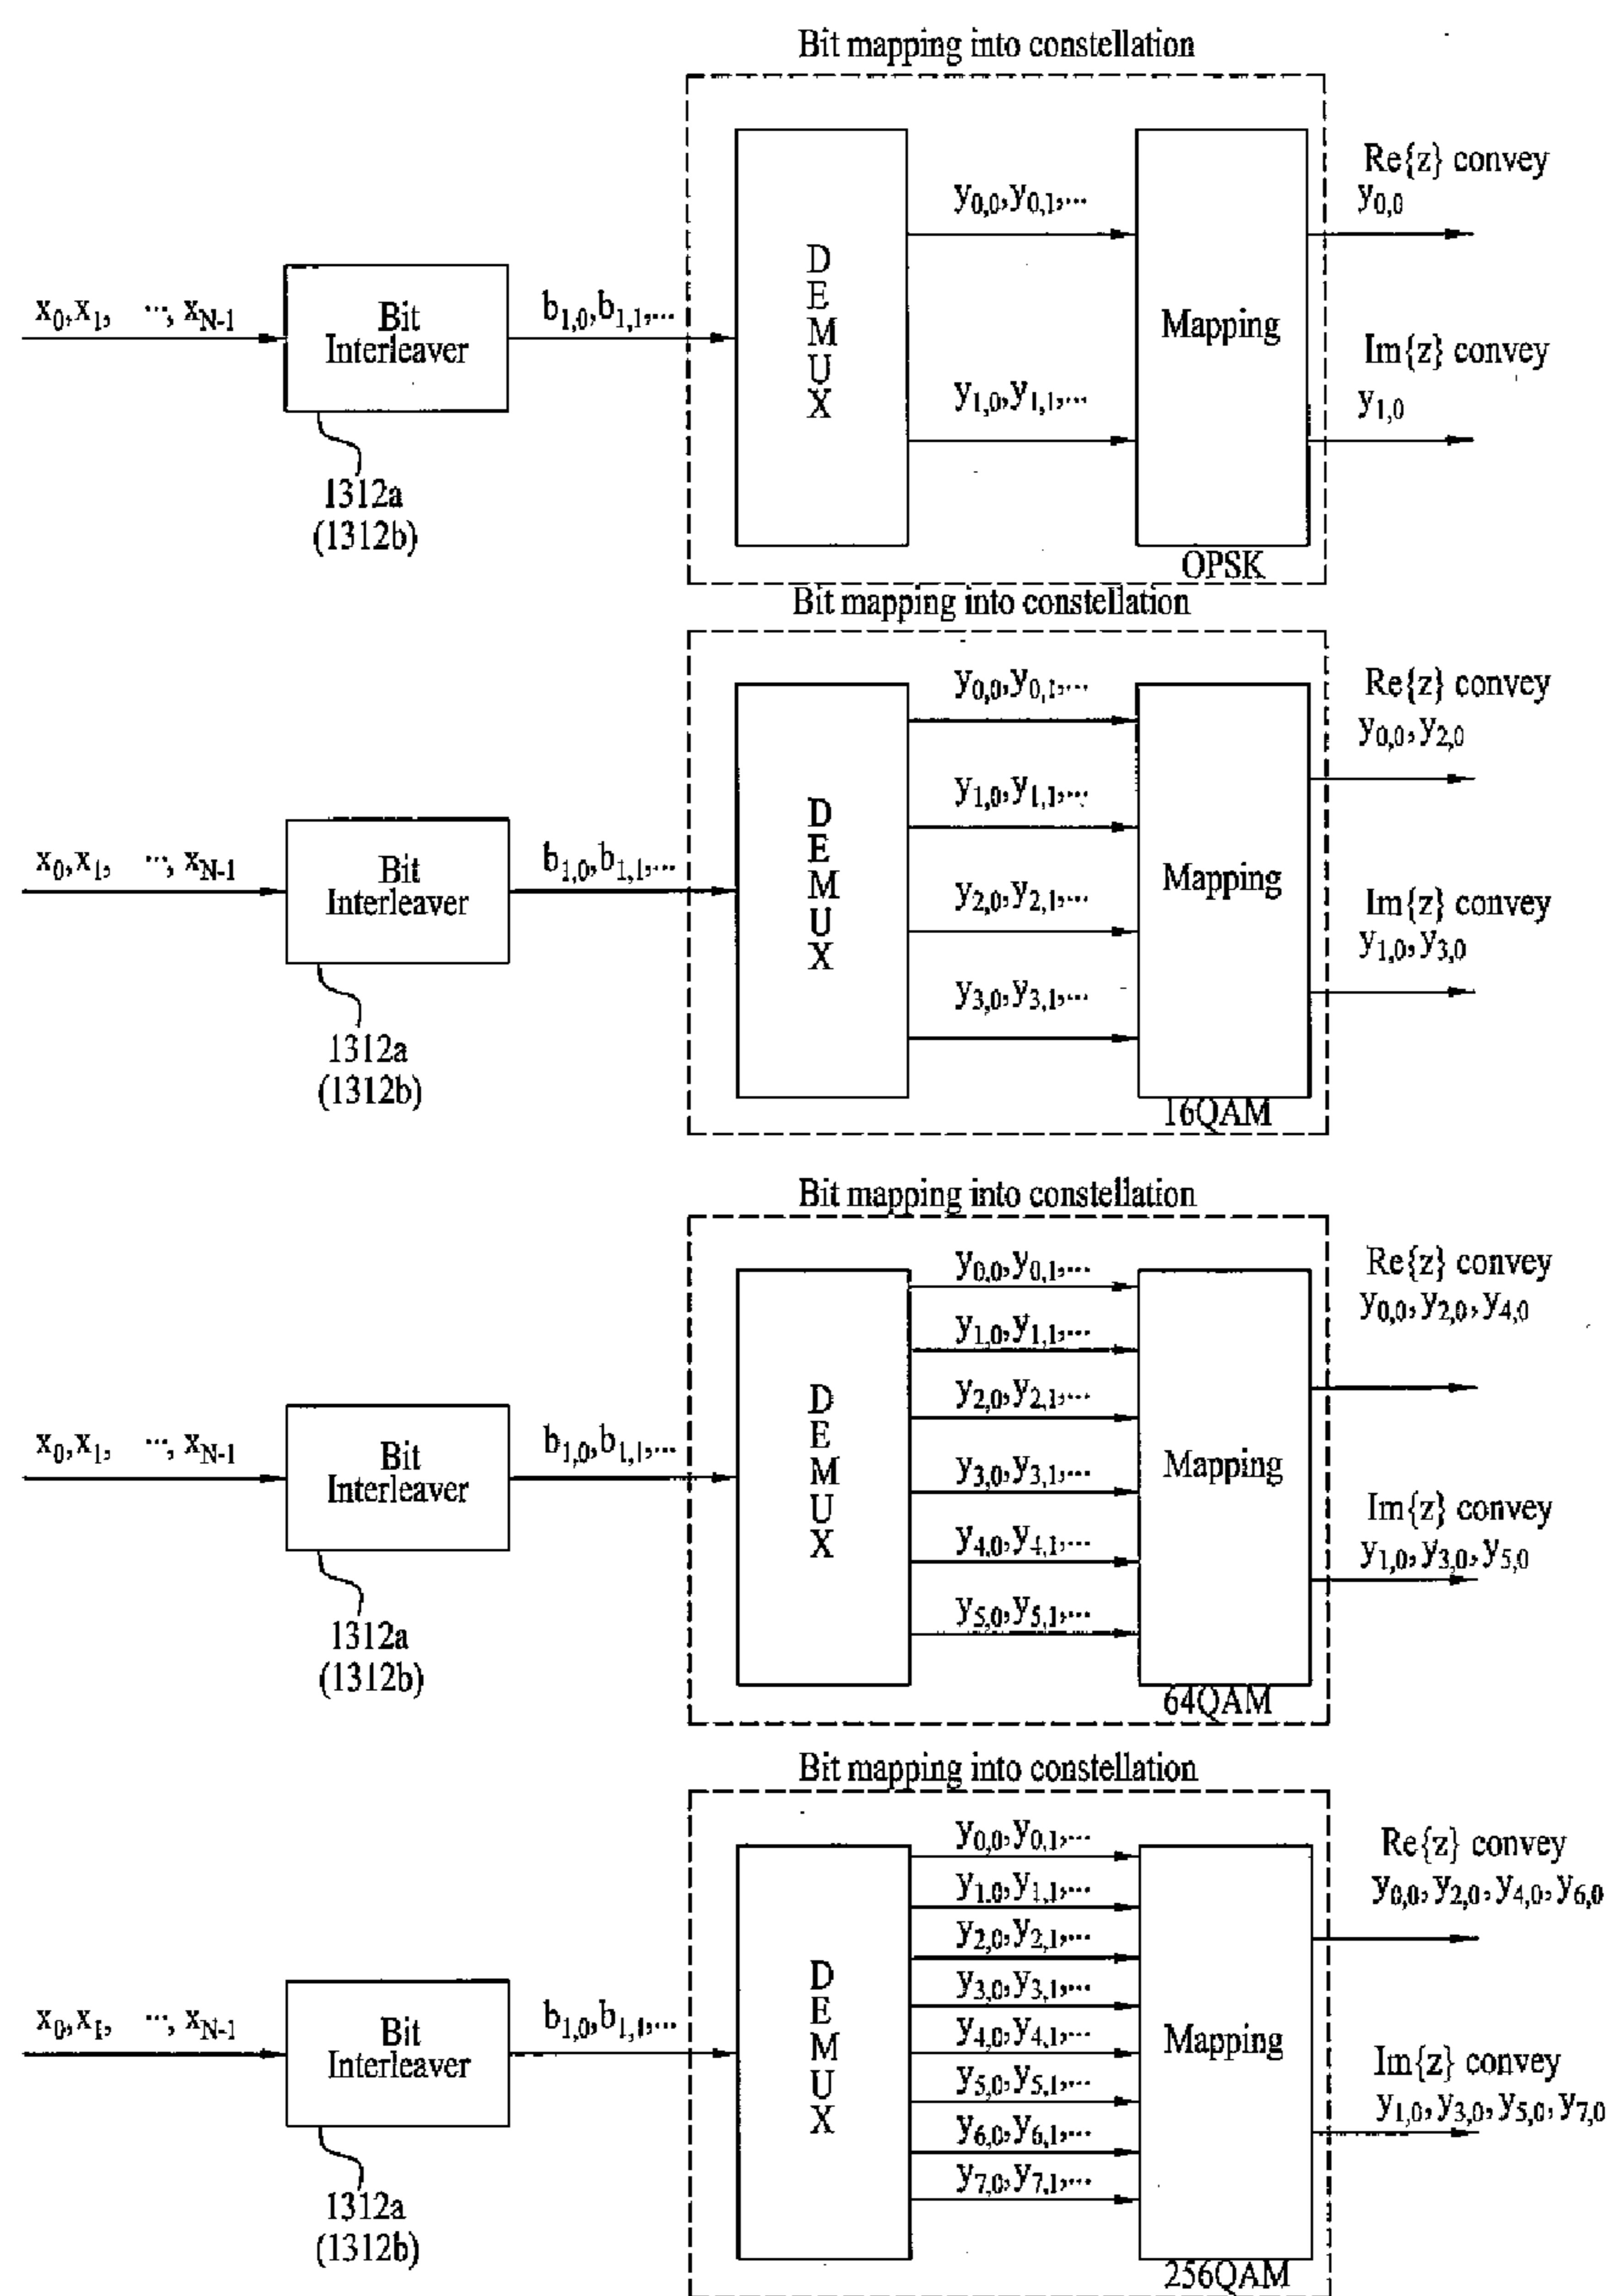 Bit mapping into constellation
x0,x1, ..., xN-1
Bit
Interleaver
1312a
(1312b)
b1,0,b1,1,...
D
E
M
U
X
y0,0,y0,1,...
y1,0,y1,1,...
Mapping
OPSK
Re{z} convey
y0,0
Im{z} convey
y1,0
Bit mapping into constellation
x0,x1, ..., xN-1
Bit
Interleaver
1312a
(1312b)
b1,0,b1,1,...
D
E
M
U
X
y0,0,y0,1,...
y1,0,y1,1,...
y2,0,y2,1,...
y3,0,y3,1,...
Mapping
16QAM
Re{z} convey
y0,0,y2,0
Im{z} convey
y1,0,y3,0
Bit mapping into constellation
x0,x1, ..., xN-1
Bit
Interleaver
1312a
(1312b)
b1,0,b1,1,...
D
E
M
U
X
y0,0,y0,1,...
y1,0,y1,1,...
y2,0,y2,1,...
y3,0,y3,1,...
y4,0,y4,1,...
y5,0,y5,1,...
Mapping
64QAM
Re{z} convey
y0,0,y2,0,y4,0
Im{z} convey
y1,0,y3,0,y5,0
Bit mapping into constellation
x0,x1, ..., xN-1
Bit
Interleaver
1312a
(1312b)
b1,0,b1,1,...
D
E
M
U
X
y0,0,y0,1,...
y1,0,y1,1,...
y2,0,y2,1,...
y3,0,y3,1,...
y4,0,y4,1,...
y5,0,y5,1,...
y6,0,y6,1,...
y7,0,y7,1,...
Mapping
256QAM
Re{z} convey
y0,0,y2,0,y4,0,y6,0
Im{z} convey
y1,0,y3,0,y5,0,y7,0